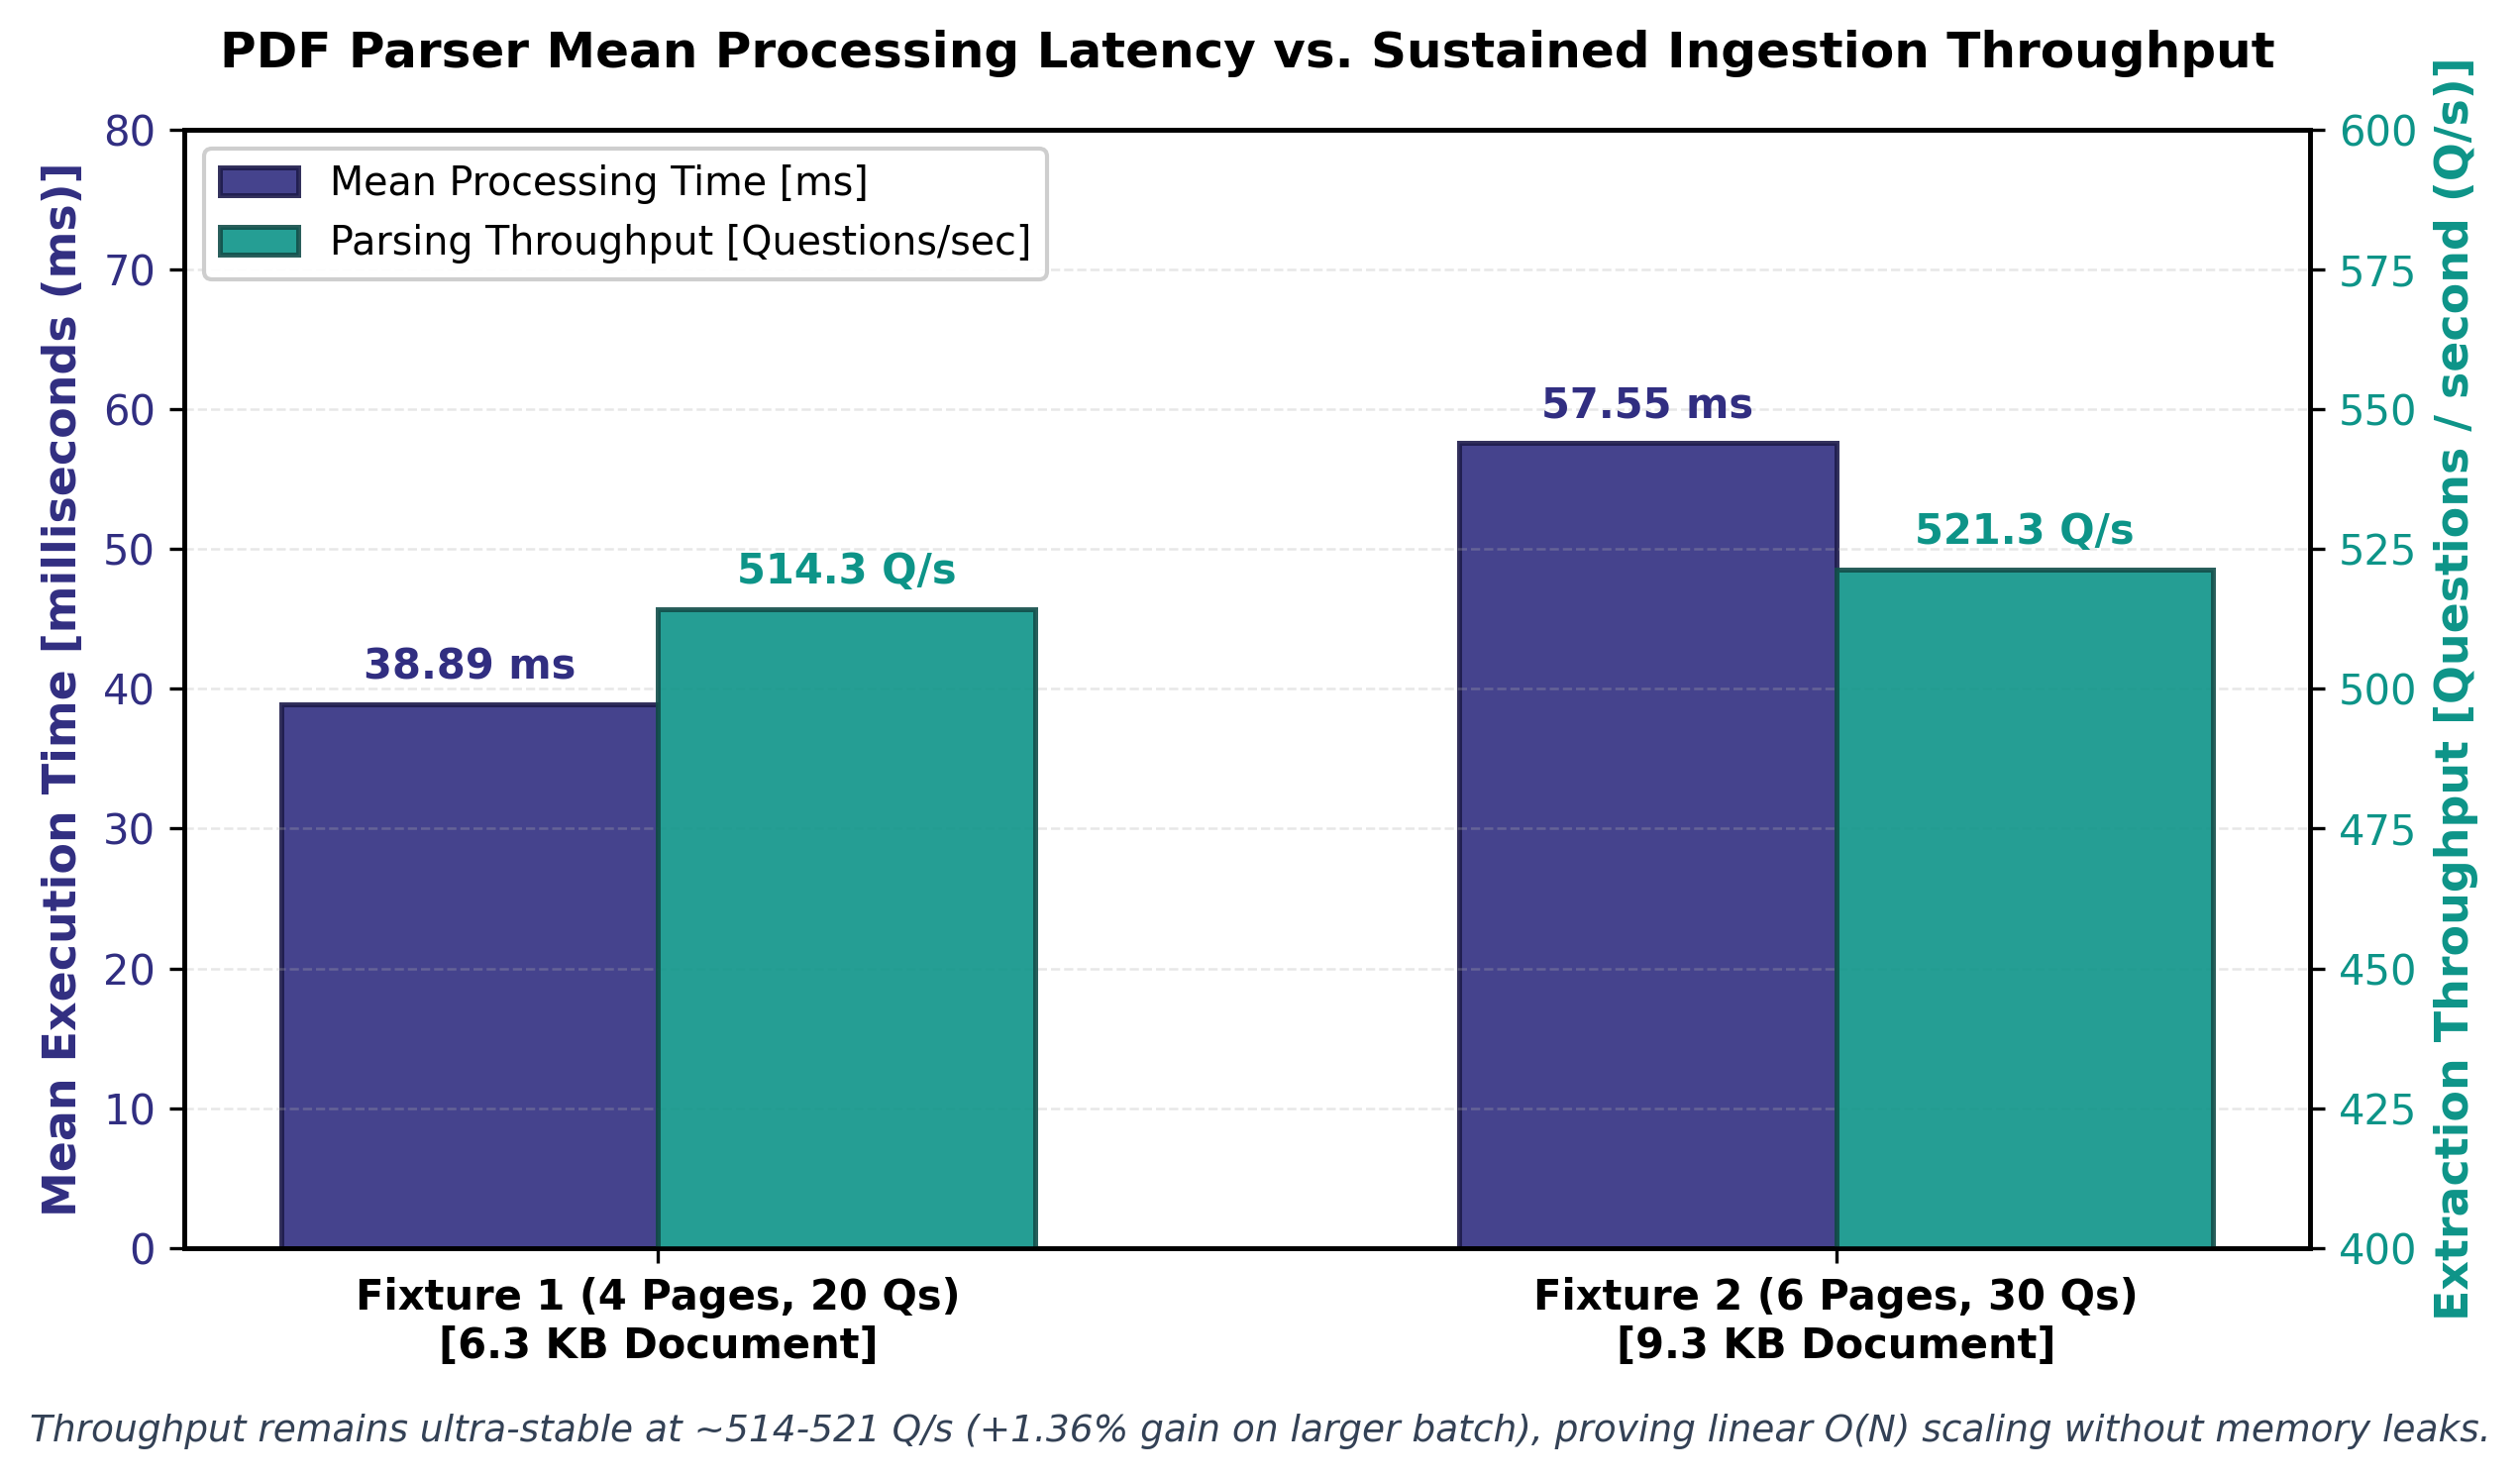 PDF Parser Mean Processing Latency vs. Sustained Ingestion Throughput
Mean Processing Time [ms]
Parsing Throughput [Questions/sec]
Mean Execution Time [milliseconds (ms)]
80
70
60
50
40
30
20
10
0
38.89 ms
514.3 Q/s
57.55 ms
521.3 Q/s
600
575
550
525
500
475
450
425
400
Extraction Throughput [Questions / second (Q/s)]
Fixture 1 (4 Pages, 20 Qs)
[6.3 KB Document]
Fixture 2 (6 Pages, 30 Qs)
[9.3 KB Document]
Throughput remains ultra-stable at ~514-521 Q/s (+1.36% gain on larger batch), proving linear O(N) scaling without memory leaks.